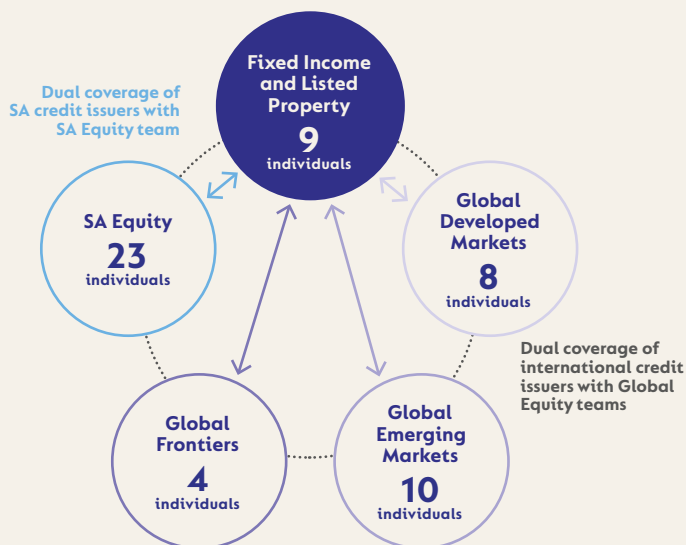 Fixed Income
and Listed
Property
9
individuals
Dual coverage of
SA credit issuers with
SA Equity team
SA Equity
23
individuals
Global
Developed
Markets
8
individuals
Dual coverage of
international credit
issuers with Global
Equity teams
Global
Frontiers
4
individuals
Global
Emerging
Markets
10
individuals